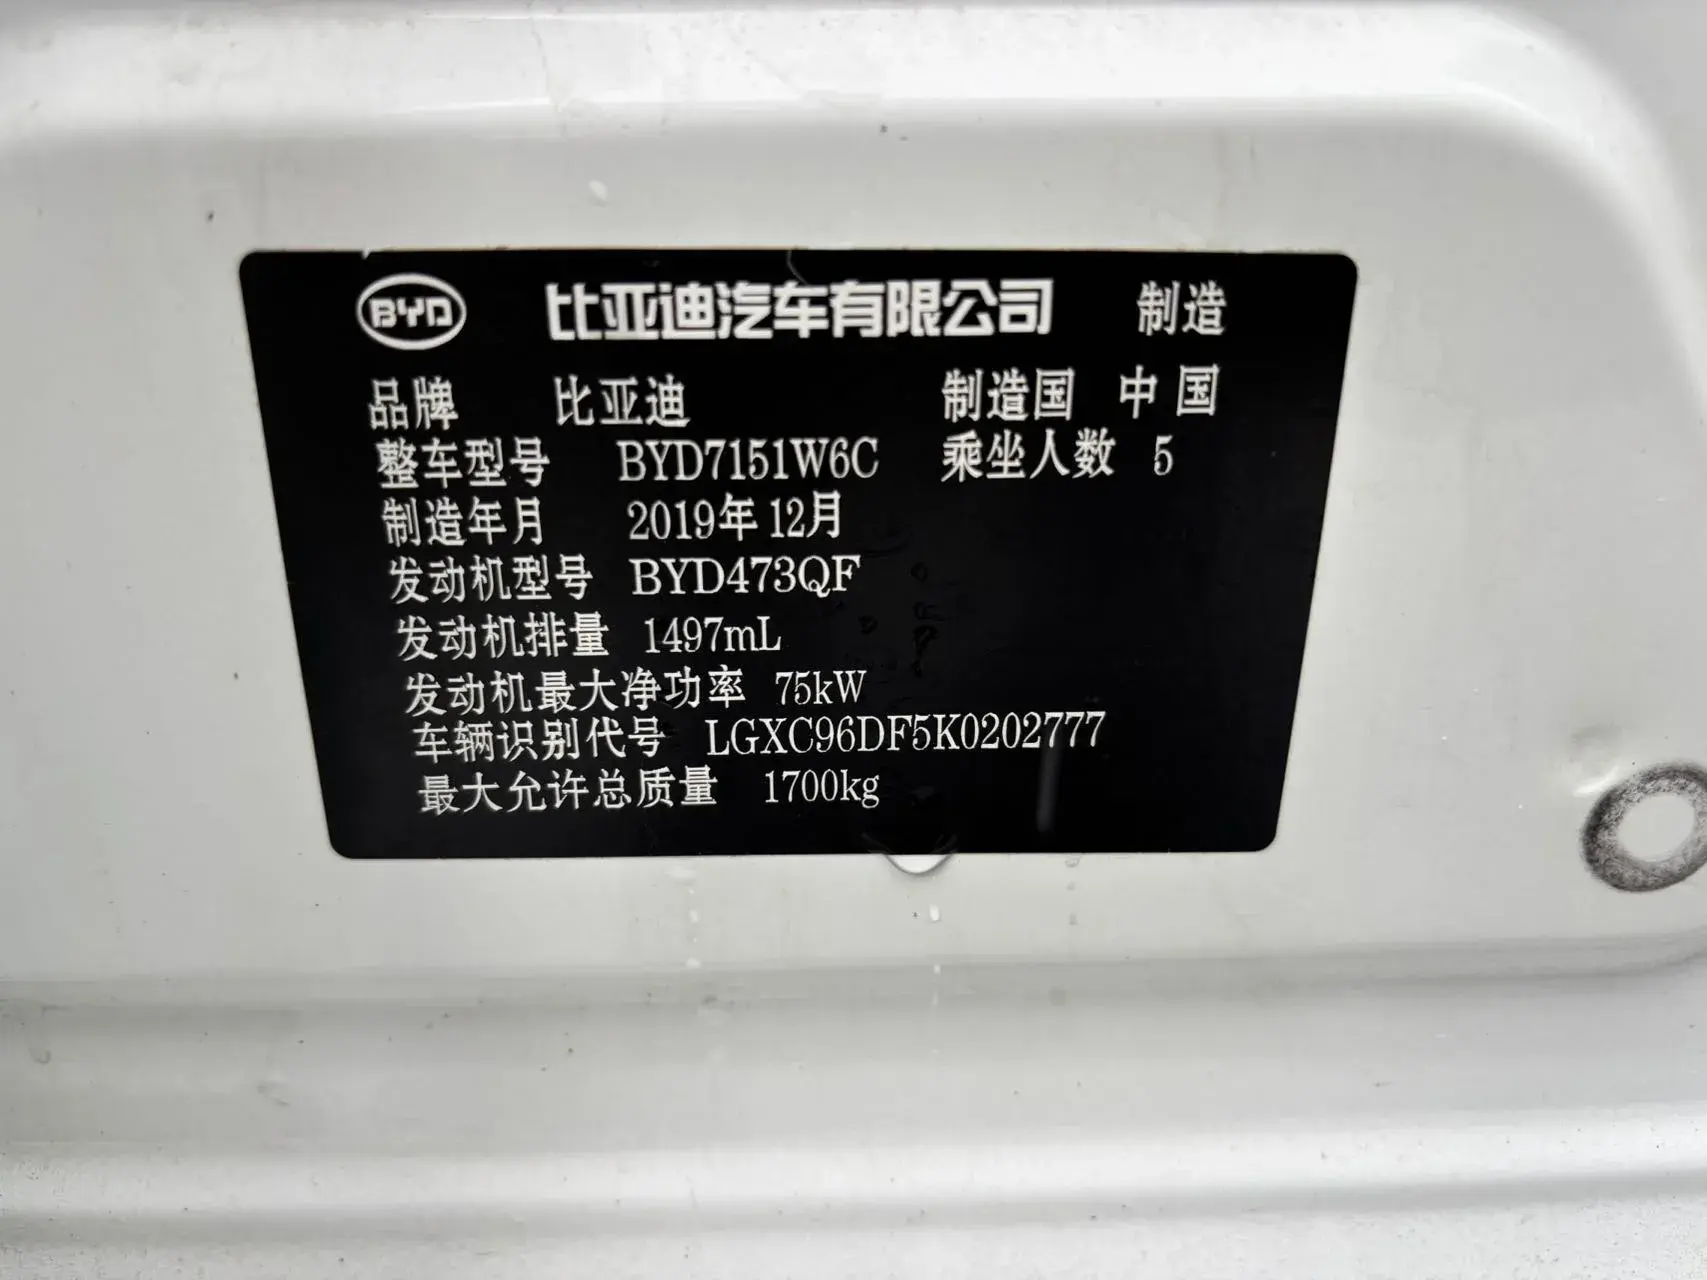 BYD 比亚迪汽车有限公司 制造
品牌 比亚迪 制造国 中国
整车型号 BYD7151W6C 乘坐人数 5
制造年月 2019年12月
发动机型号 BYD473QF
发动机排量 1497mL
发动机最大净功率 75kW
车辆识别代号 LGXC96DF5K0202777
最大允许总质量 1700kg